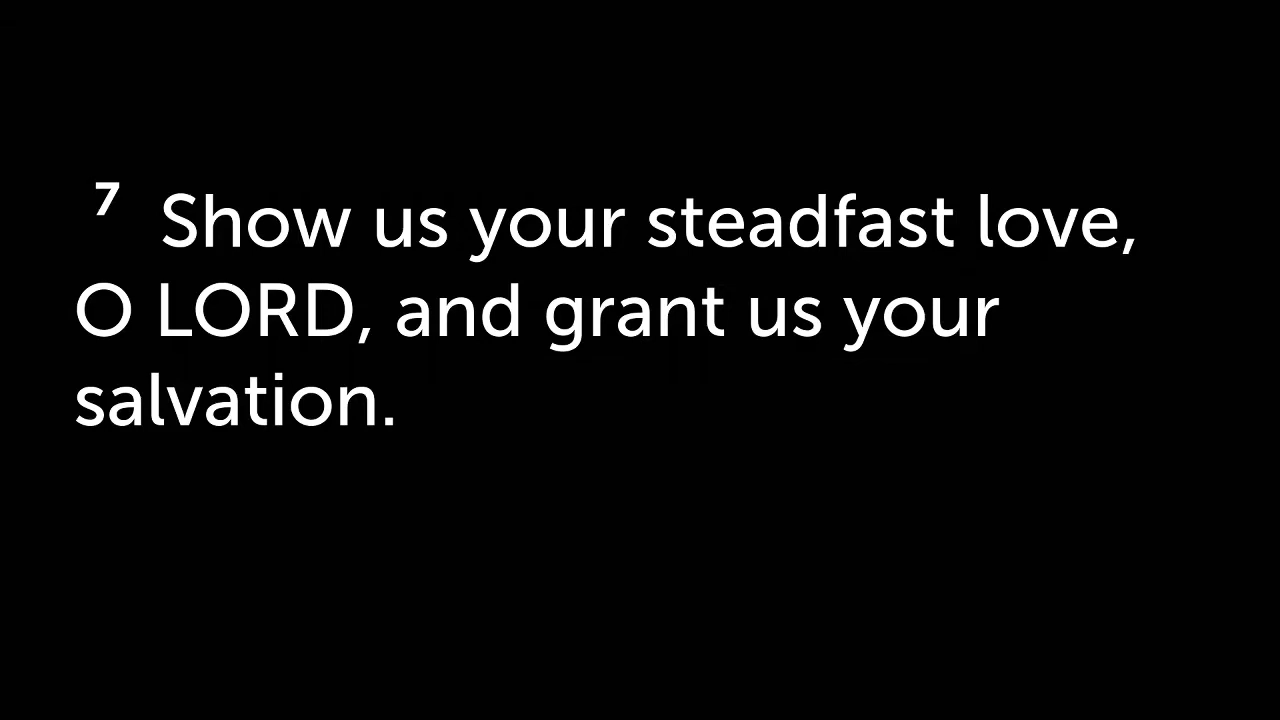 ⁷ Show us your steadfast love,
O LORD, and grant us your
salvation.